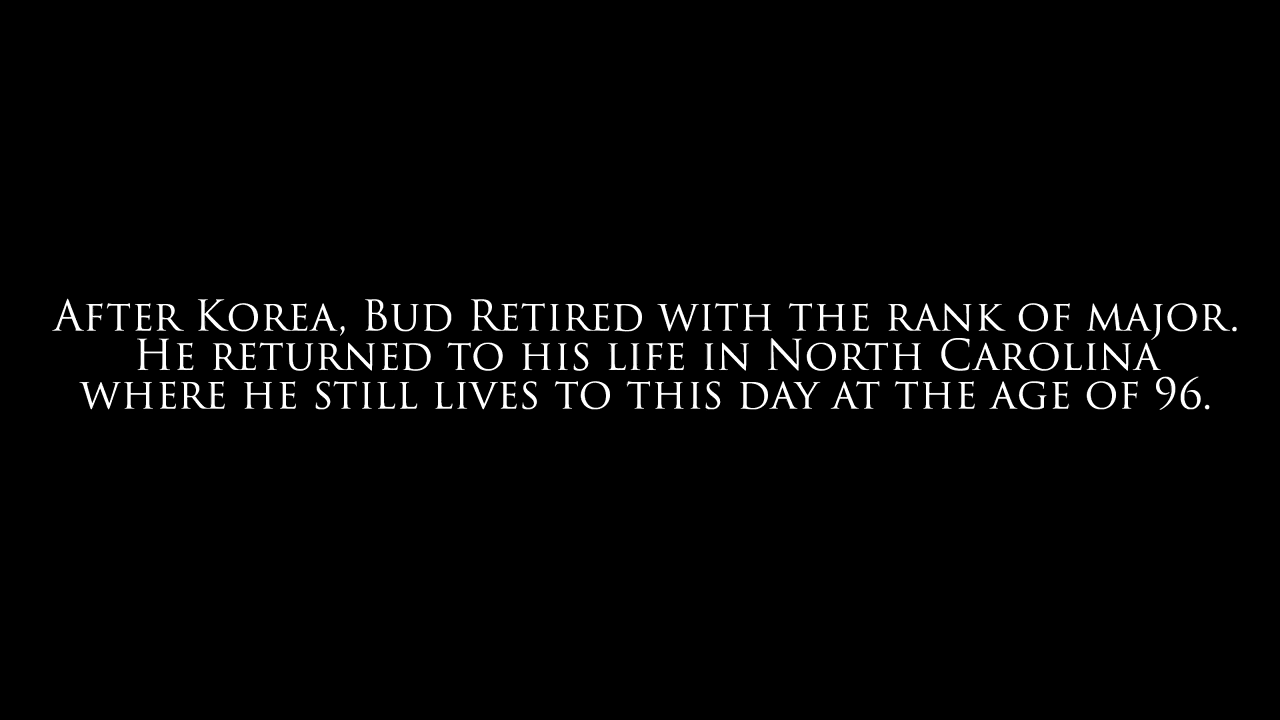 After Korea, Bud Retired with the rank of major.
He returned to his life in North Carolina
where he still lives to this day at the age of 96.